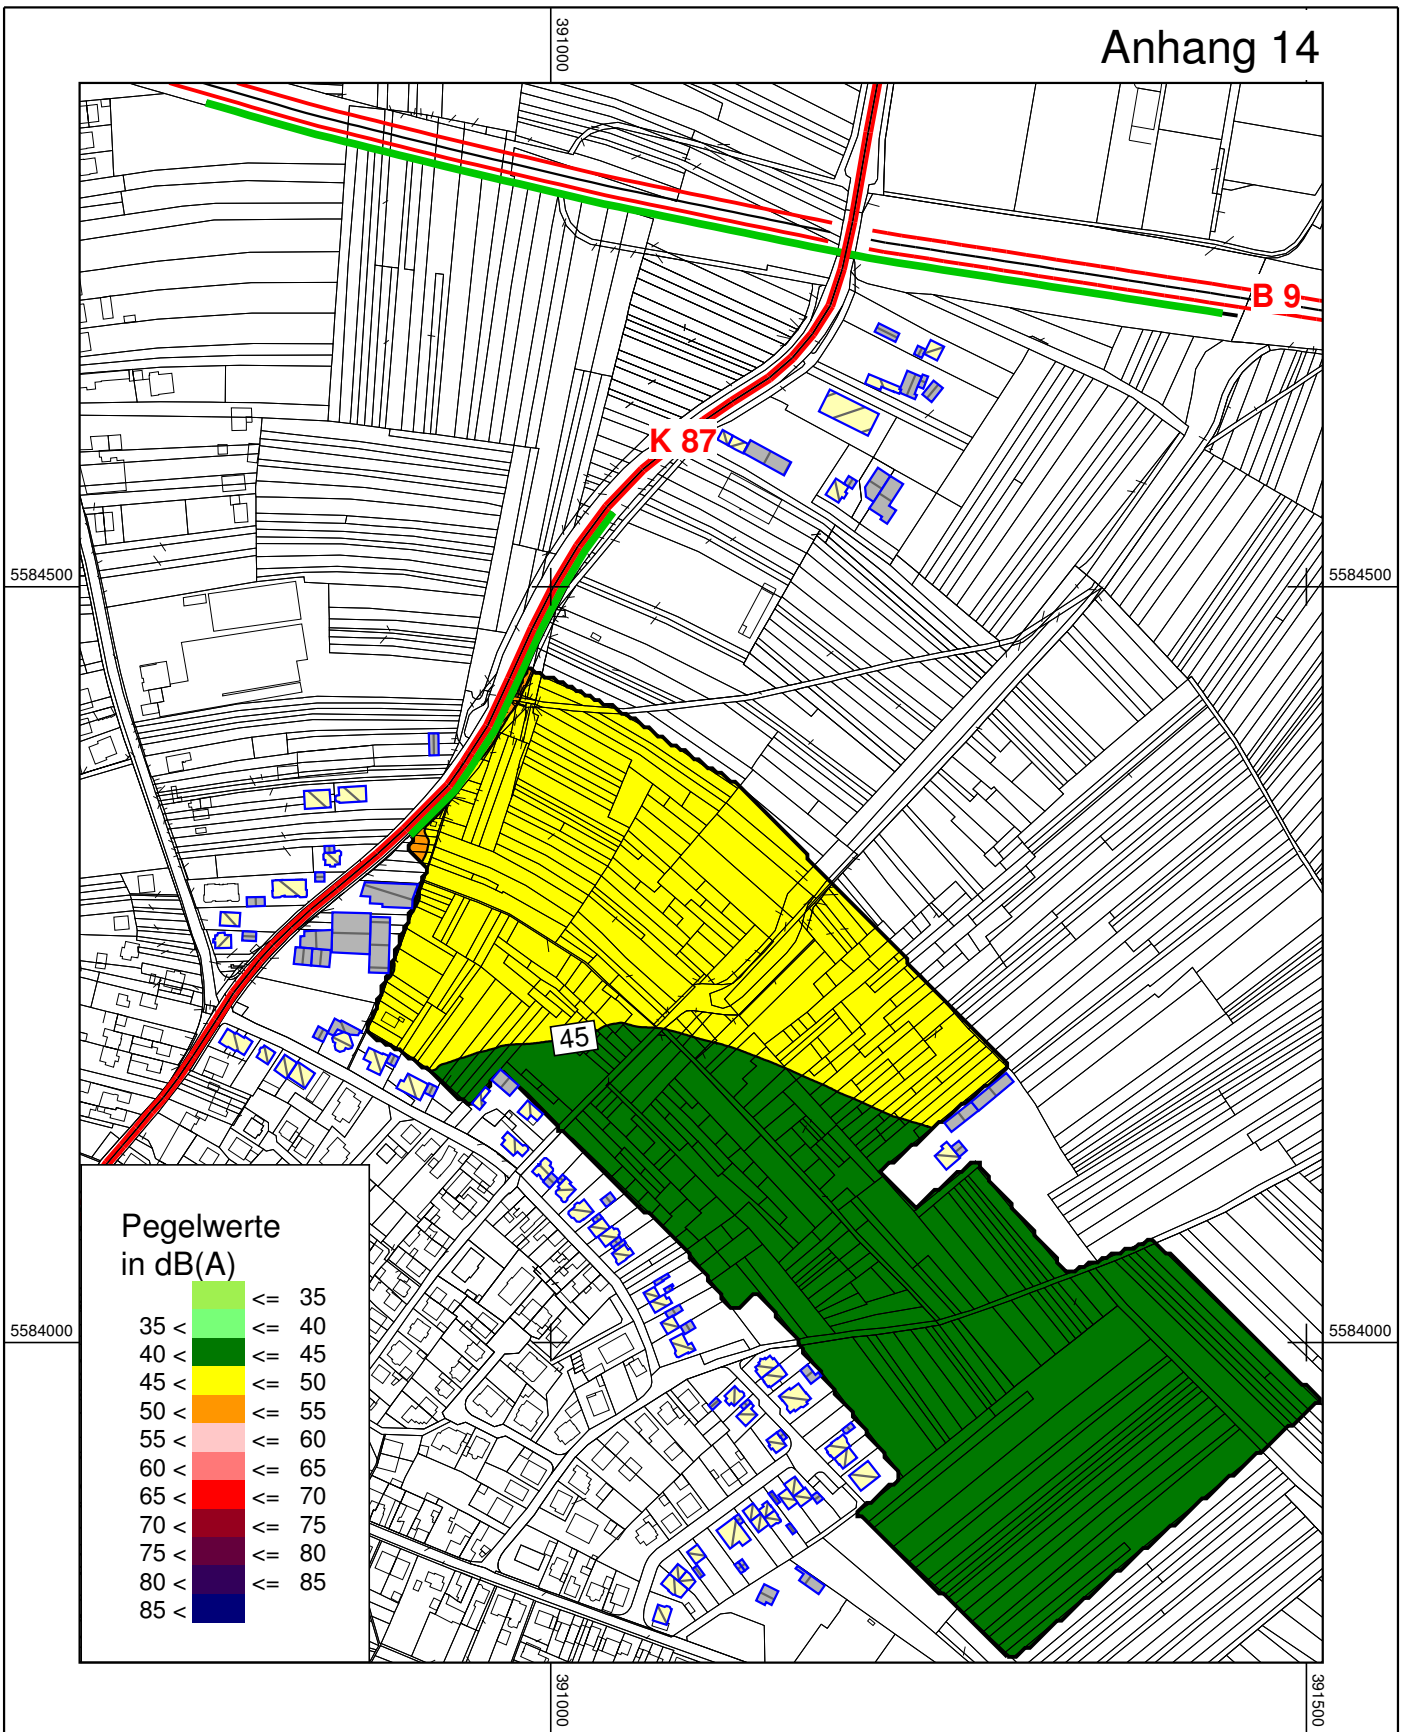 Anhang 14
391000
B 9
K 87
5584500
5584500
45
Pegelwerte
in dB(A)
<= 35
35 < <= 40
40 < <= 45
45 < <= 50
50 < <= 55
55 < <= 60
60 < <= 65
65 < <= 70
70 < <= 75
75 < <= 80
80 < <= 85
85 <
5584000
5584000
391000
391500